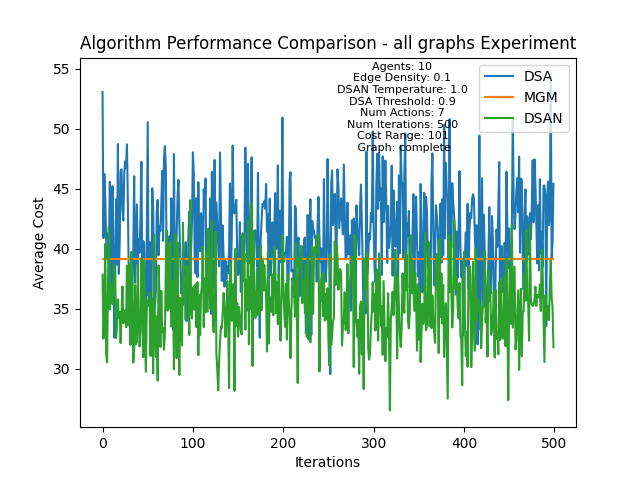 Algorithm Performance Comparison - all graphs Experiment
Agents: 10
Edge Density: 0.1
DSAN Temperature: 1.0
DSA Threshold: 0.9
Num Actions: 7
Num Iterations: 500
Cost Range: 101
Graph: complete
DSA
MGM
DSAN
Average Cost
55
50
45
40
35
30
0
100
200
300
400
500
Iterations